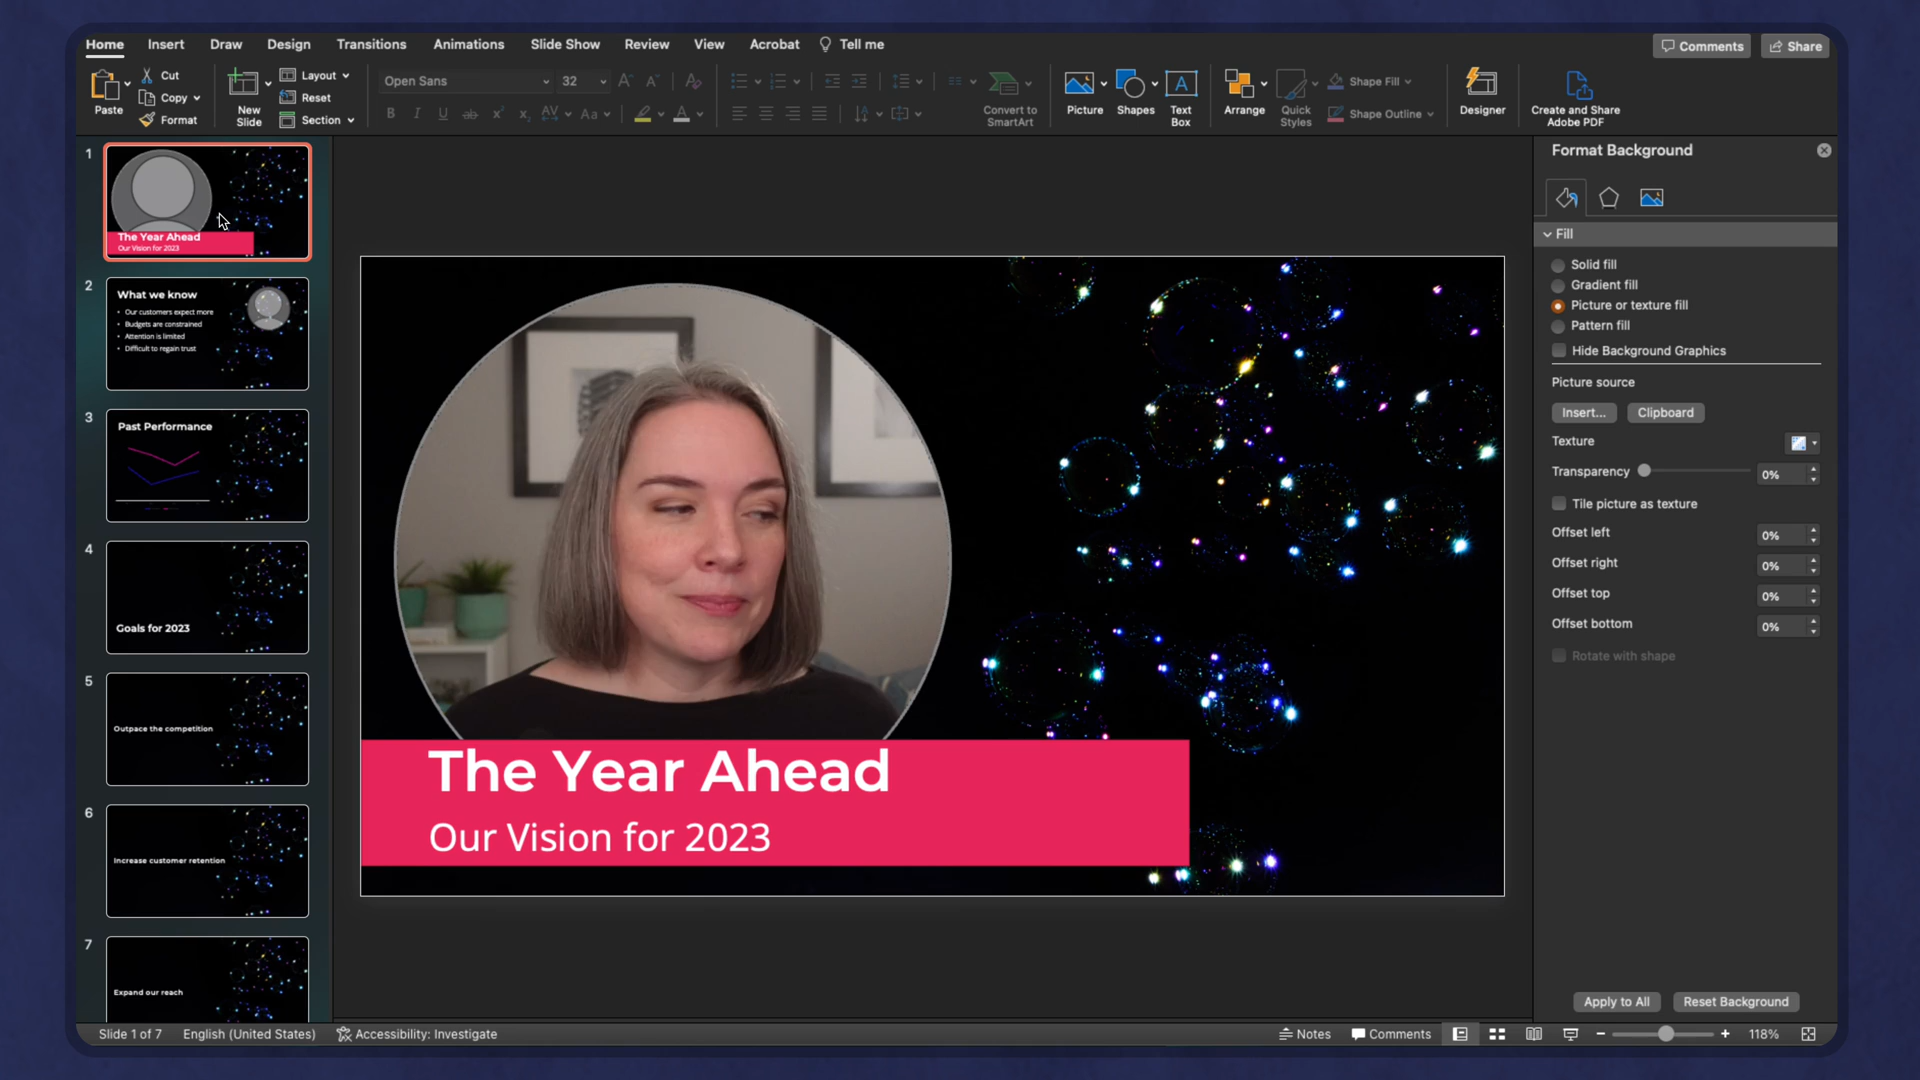 Home Insert Draw Design Transitions Animations Slide Show Review View Acrobat Tell me Comments Share
Paste Cut Copy Format
New Slide Layout Reset Section
Open Sans 32
B I U ab x² x₂ AV Aa A
Convert to SmartArt
Picture Shapes Text Box
Arrange Quick Styles Shape Fill Shape Outline
Designer
Create and Share Adobe PDF
1
The Year Ahead
Our Vision for 2023
2
What we know
• Our customers expect more
• Budgets are constrained
• Attention is limited
• Difficult to regain trust
3
Past Performance
4
Goals for 2023
5
Outpace the competition
6
Increase customer retention
7
Expand our reach
The Year Ahead
Our Vision for 2023
Format Background
Fill
Solid fill
Gradient fill
Picture or texture fill
Pattern fill
Hide Background Graphics
Picture source
Insert... Clipboard
Texture
Transparency 0%
Tile picture as texture
Offset left 0%
Offset right 0%
Offset top 0%
Offset bottom 0%
Rotate with shape
Apply to All Reset Background
Slide 1 of 7 English (United States) Accessibility: Investigate Notes Comments 118%